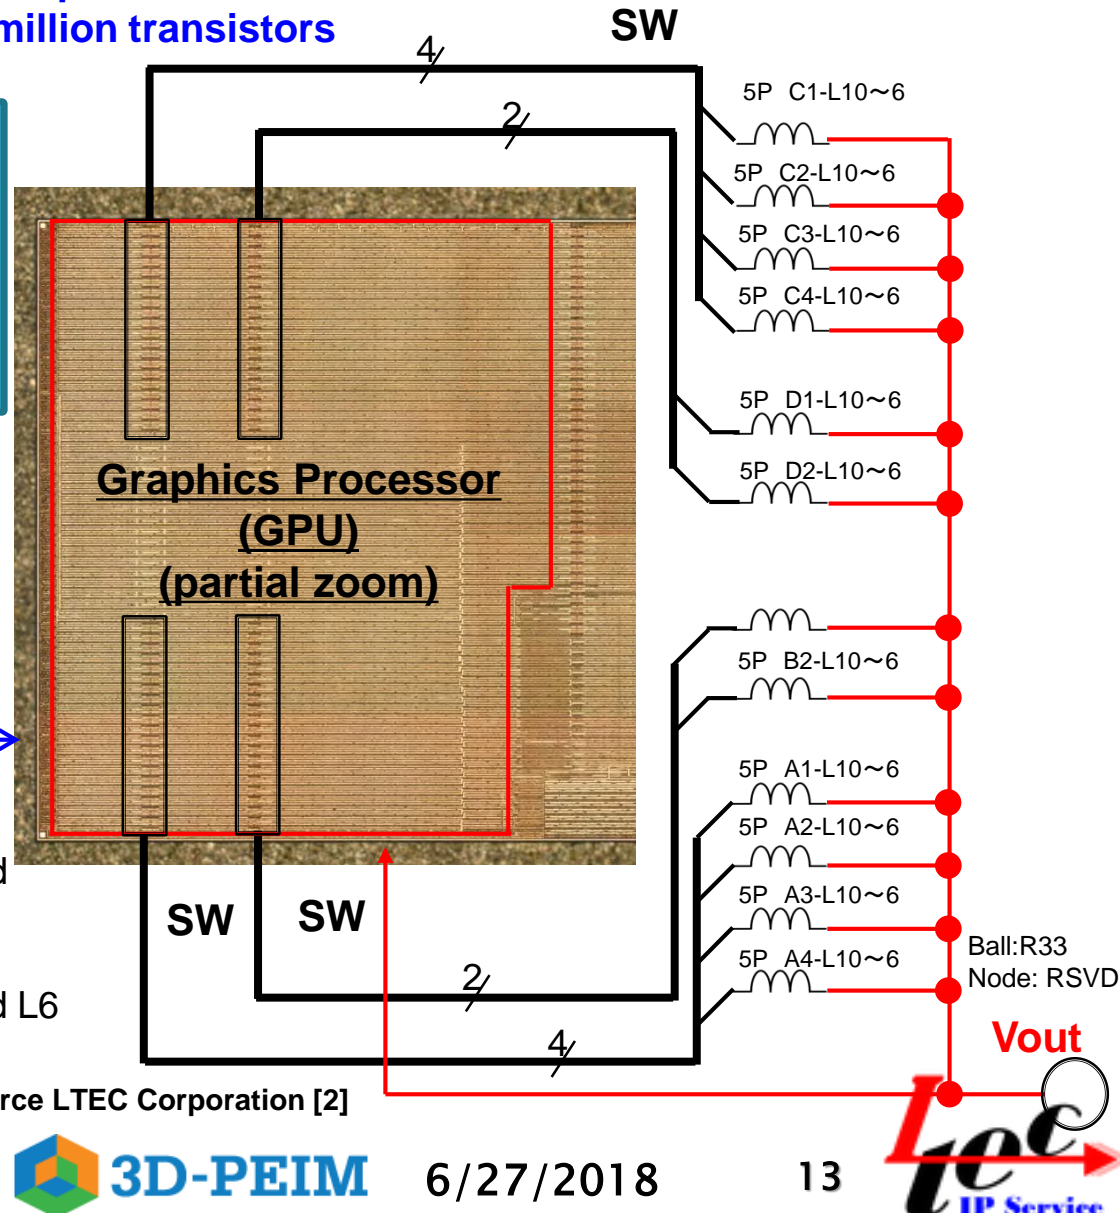 million transistors
SW
4
2
5P C1-L10～6
5P C2-L10～6
5P C3-L10～6
5P C4-L10～6
5P D1-L10～6
5P D2-L10～6
Graphics Processor
(GPU)
(partial zoom)
5P B2-L10～6
5P A1-L10～6
5P A2-L10～6
5P A3-L10～6
5P A4-L10～6
SW
SW
2
4
Ball:R33
Node: RSVD
Vout
d
d L6
rce LTEC Corporation [2]
3D-PEIM
6/27/2018
13
Ltec
IP Service